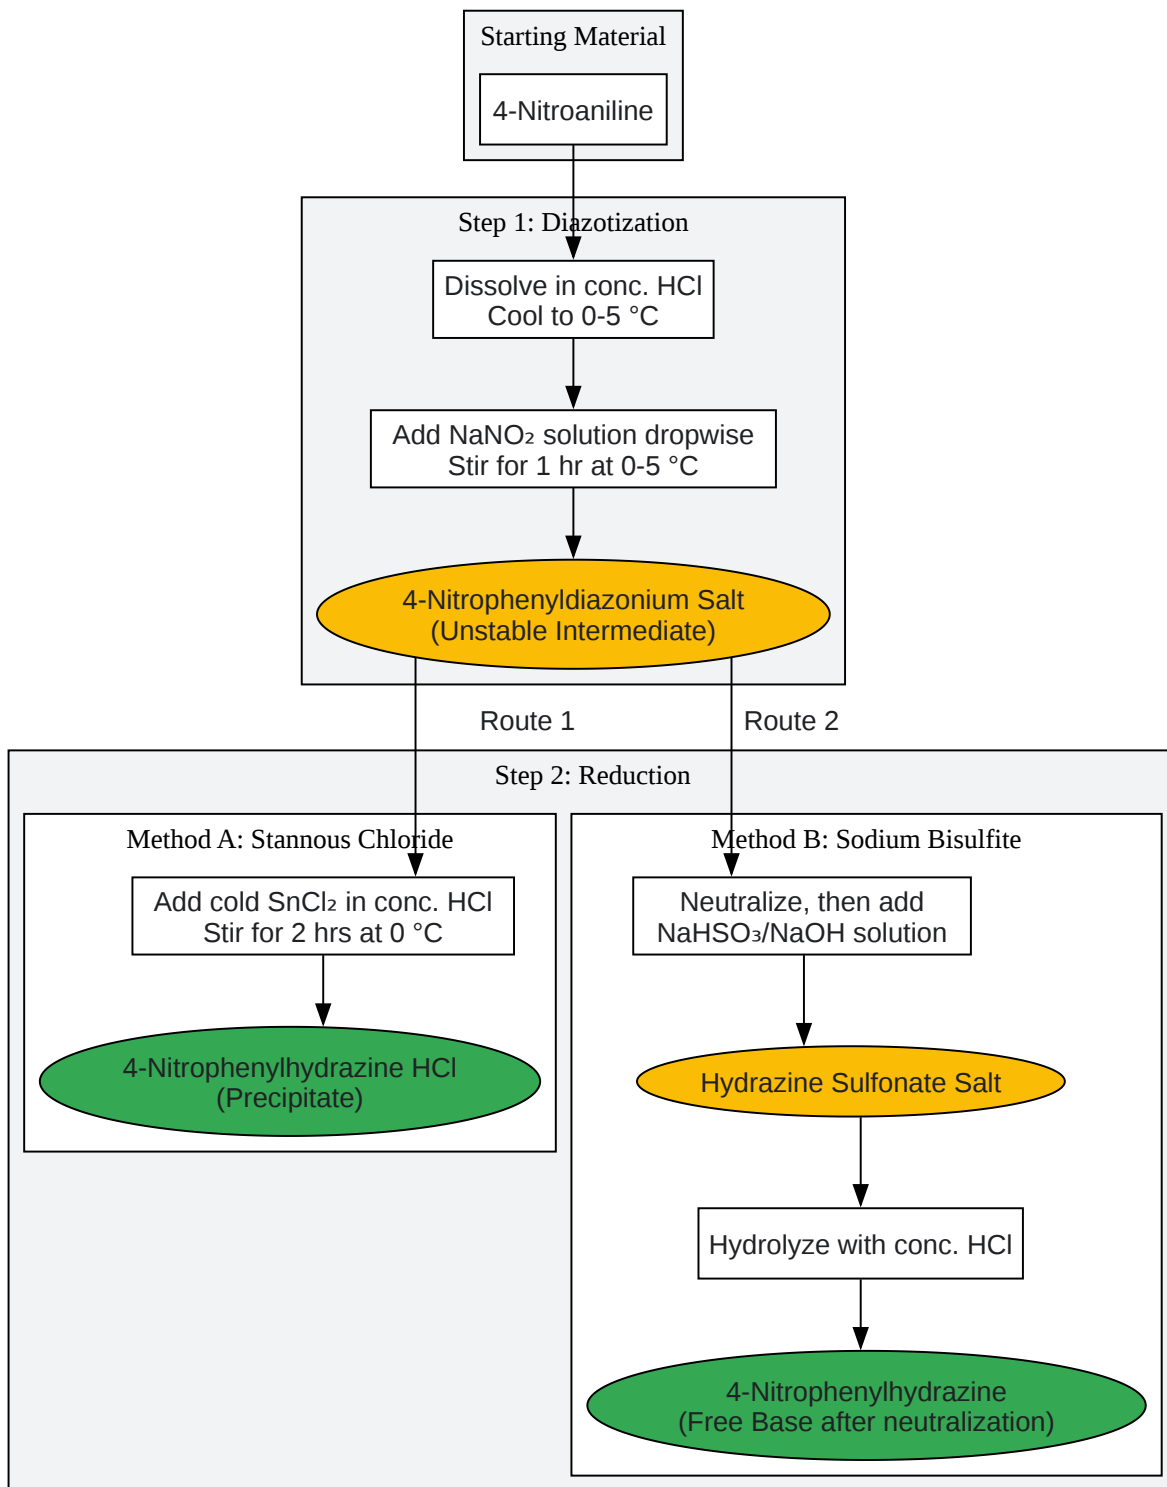 Starting Material
4-Nitroaniline
Step 1: Diazotization
Dissolve in conc. HCl
Cool to 0-5 °C
Add NaNO₂ solution dropwise
Stir for 1 hr at 0-5 °C
4-Nitrophenyldiazonium Salt
(Unstable Intermediate)
Route 1
Route 2
Step 2: Reduction
Method A: Stannous Chloride
Add cold SnCl₂ in conc. HCl
Stir for 2 hrs at 0 °C
4-Nitrophenylhydrazine HCl
(Precipitate)
Method B: Sodium Bisulfite
Neutralize, then add
NaHSO₃/NaOH solution
Hydrazine Sulfonate Salt
Hydrolyze with conc. HCl
4-Nitrophenylhydrazine
(Free Base after neutralization)